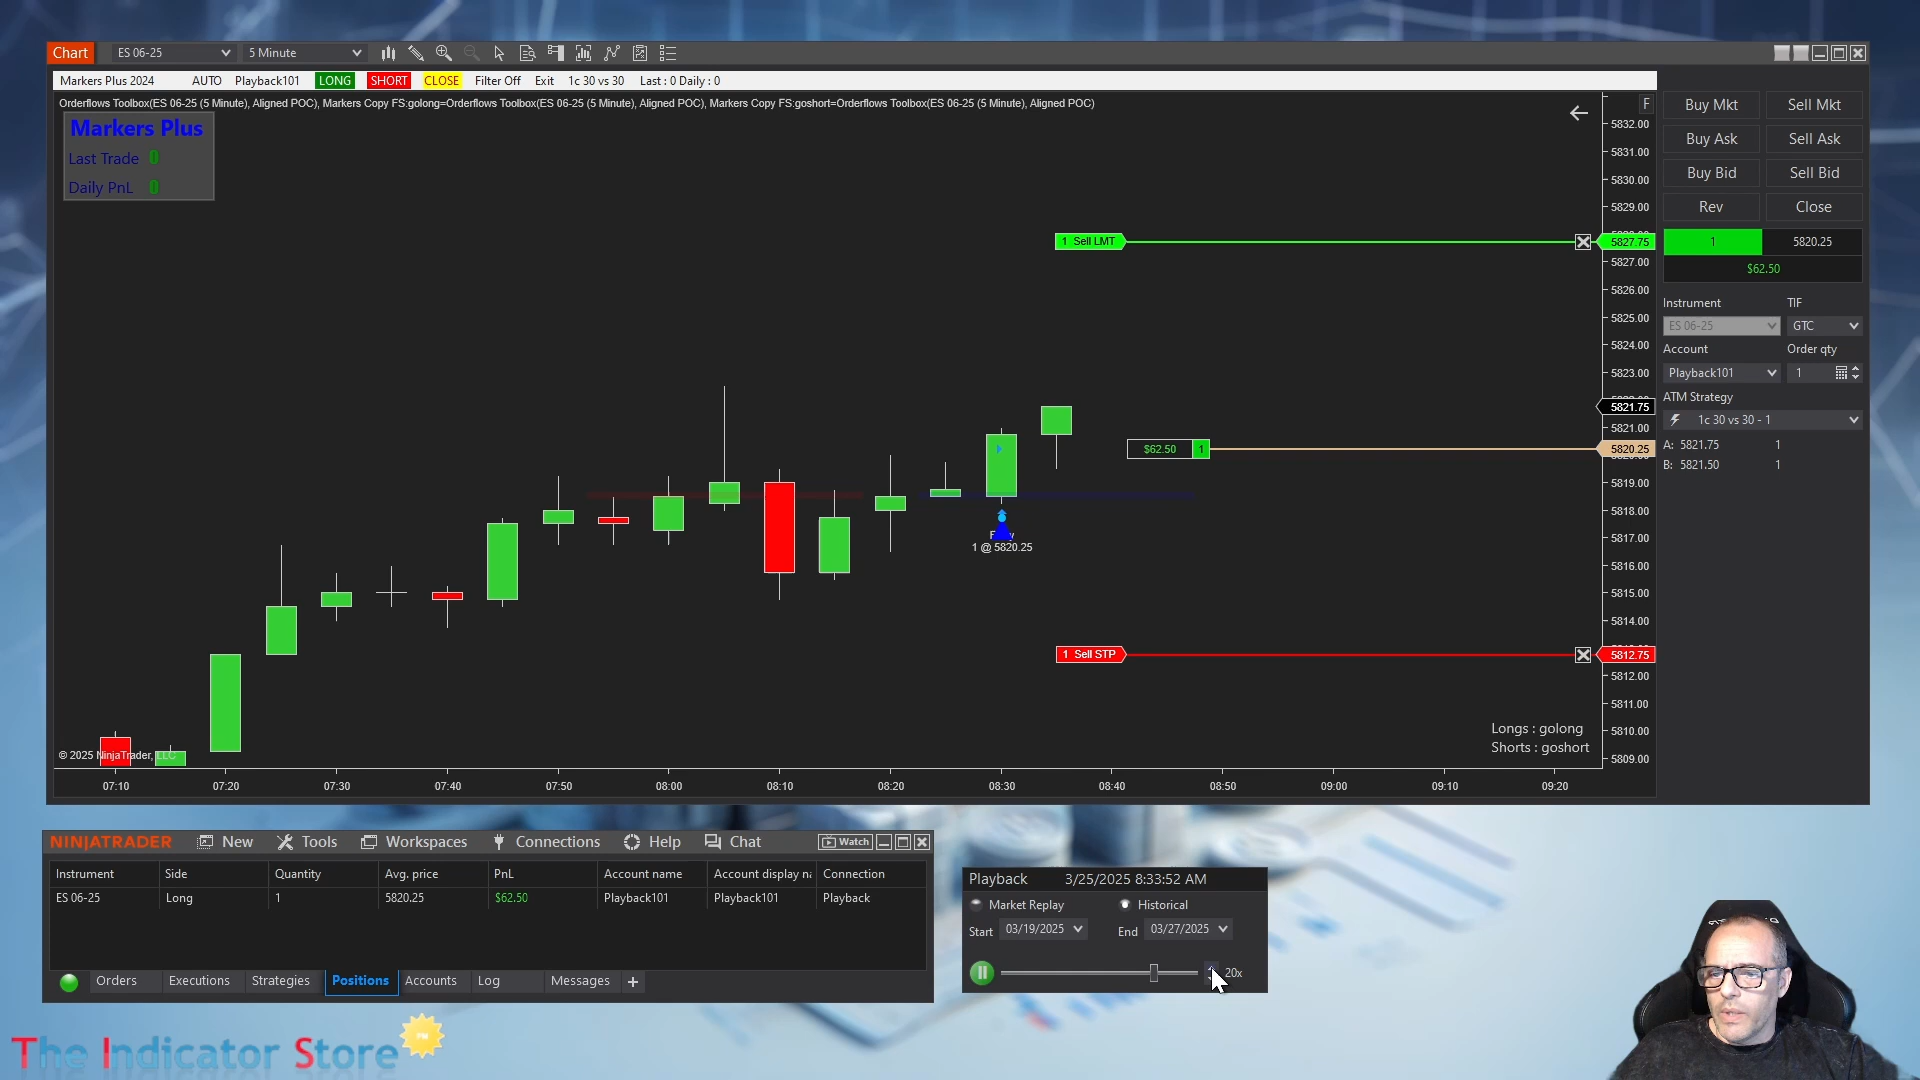 Chart ES 06-25 5 Minute
Markers Plus 2024 AUTO Playback101 LONG SHORT CLOSE Filter Off Exit 1c 30 vs 30 Last : 0 Daily : 0
Orderflows Toolbox(ES 06-25 (5 Minute), Aligned POC), Markers Copy FS:golong=Orderflows Toolbox(ES 06-25 (5 Minute), Aligned POC), Markers Copy FS:goshort=Orderflows Toolbox(ES 06-25 (5 Minute), Aligned POC)
F
Markers Plus
Last Trade 0
Daily PnL 0
5832.00
5831.00
5830.00
5829.00
1 Sell LMT 5827.75
5827.00
5826.00
5825.00
5824.00
5823.00
5821.75
5821.00
$62.50 1 5820.25
5819.00
5818.00
5817.00
5816.00
5815.00
5814.00
1 @ 5820.25
1 Sell STP 5812.75
5812.00
5811.00
5810.00
5809.00
Longs : golong
Shorts : goshort
© 2025 NinjaTrader, LLC
07:10 07:20 07:30 07:40 07:50 08:00 08:10 08:20 08:30 08:40 08:50 09:00 09:10 09:20
Buy Mkt Sell Mkt
Buy Ask Sell Ask
Buy Bid Sell Bid
Rev Close
1 5820.25
$62.50
Instrument TIF
ES 06-25 GTC
Account Order qty
Playback101 1
ATM Strategy
1c 30 vs 30 - 1
A: 5821.75 1
B: 5821.50 1
NINJATRADER New Tools Workspaces Connections Help Chat Watch
Instrument Side Quantity Avg. price PnL Account name Account display na Connection
ES 06-25 Long 1 5820.25 $62.50 Playback101 Playback101 Playback
Orders Executions Strategies Positions Accounts Log Messages +
Playback 3/25/2025 8:33:52 AM
Market Replay Historical
Start 03/19/2025 End 03/27/2025
20x
The Indicator Store